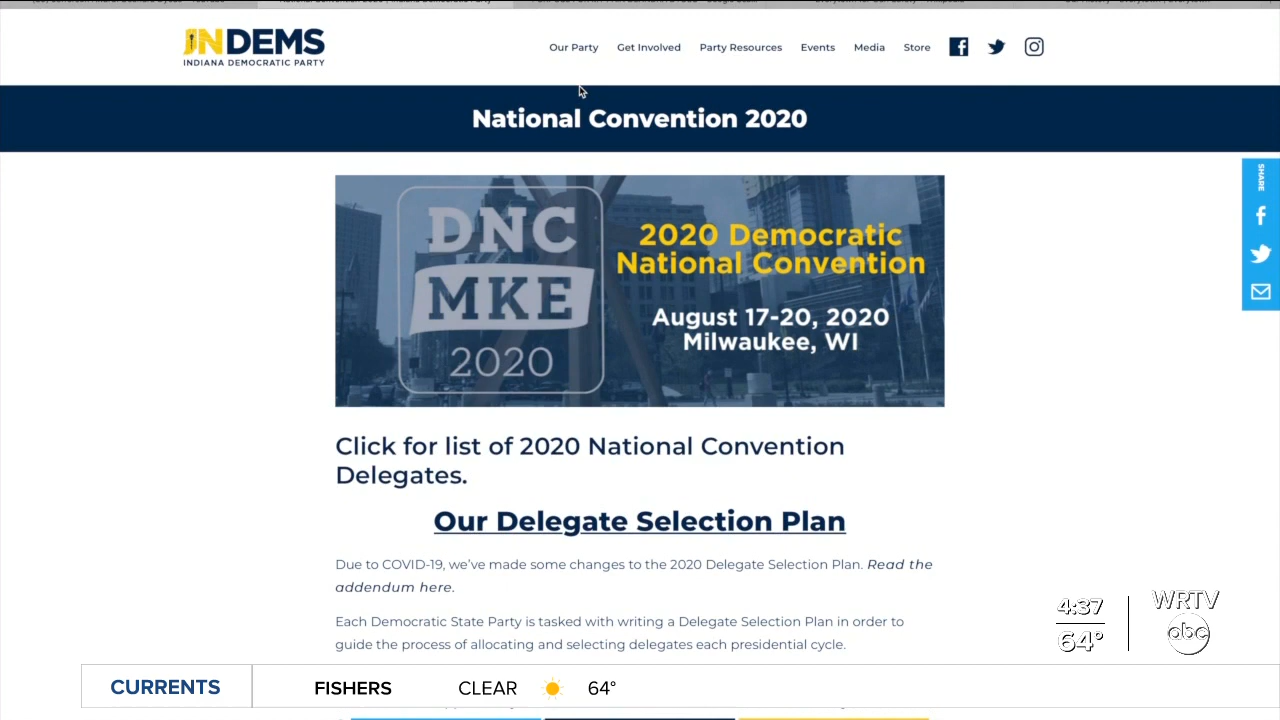 INDEMS
INDIANA DEMOCRATIC PARTY
Our Party Get Involved Party Resources Events Media Store
National Convention 2020
SHARE
DNC
MKE
2020
2020 Democratic
National Convention
August 17-20, 2020
Milwaukee, WI
Click for list of 2020 National Convention
Delegates.
Our Delegate Selection Plan
Due to COVID-19, we’ve made some changes to the 2020 Delegate Selection Plan. Read the
addendum here.
Each Democratic State Party is tasked with writing a Delegate Selection Plan in order to
guide the process of allocating and selecting delegates each presidential cycle.
4:37
64°
WRTV
abc
CURRENTS FISHERS CLEAR 64°